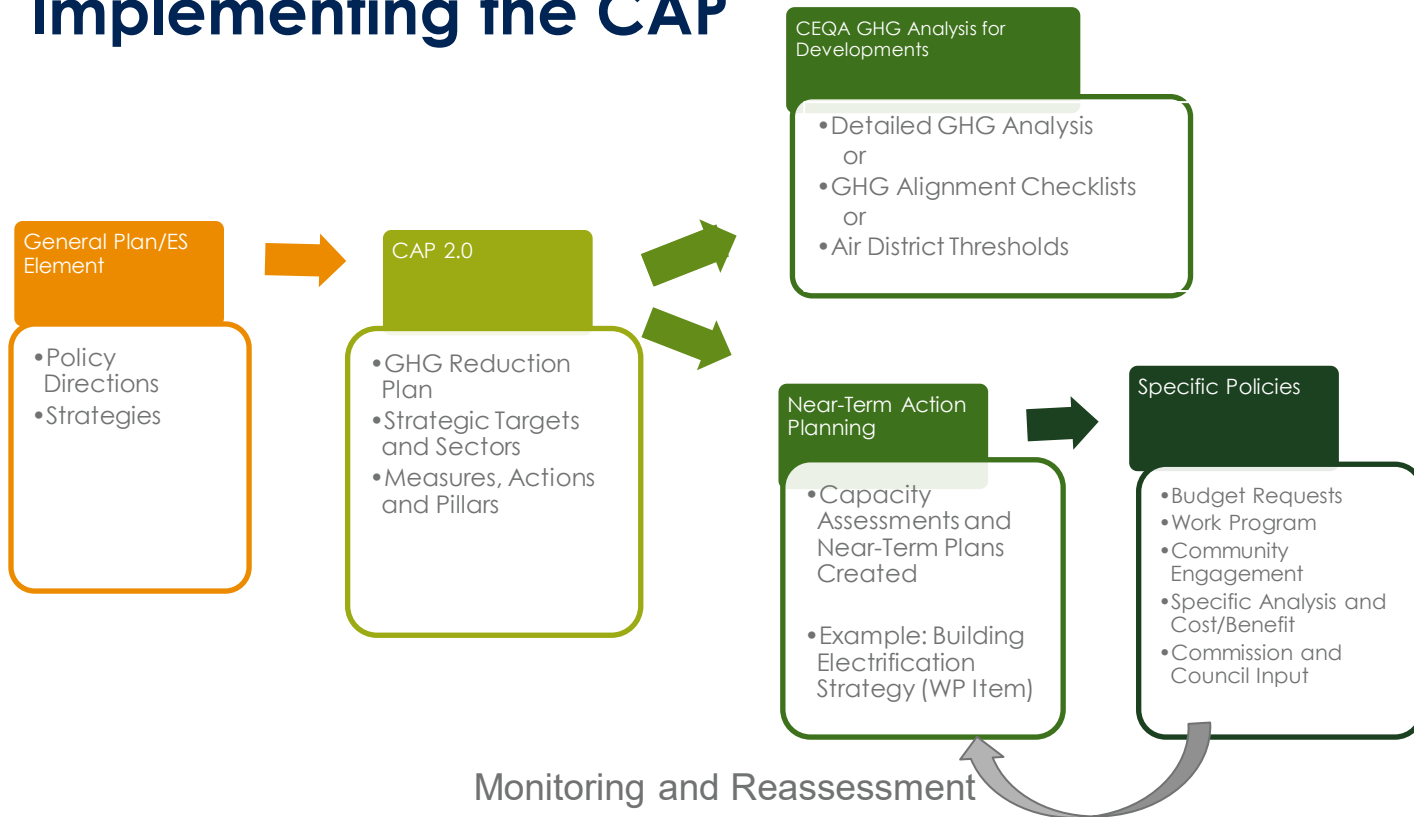 Implementing the CAP
CEQA GHG Analysis for
Developments
•Detailed GHG Analysis
or
•GHG Alignment Checklists
or
•Air District Thresholds
General Plan/ES
Element
•Policy
Directions
•Strategies
CAP 2.0
•GHG Reduction
Plan
•Strategic Targets
and Sectors
•Measures, Actions
and Pillars
Near-Term Action
Planning
•Capacity
Assessments and
Near-Term Plans
Created
•Example: Building
Electrification
Strategy (WP Item)
Specific Policies
•Budget Requests
•Work Program
•Community
Engagement
•Specific Analysis and
Cost/Benefit
•Commission and
Council Input
Monitoring and Reassessment